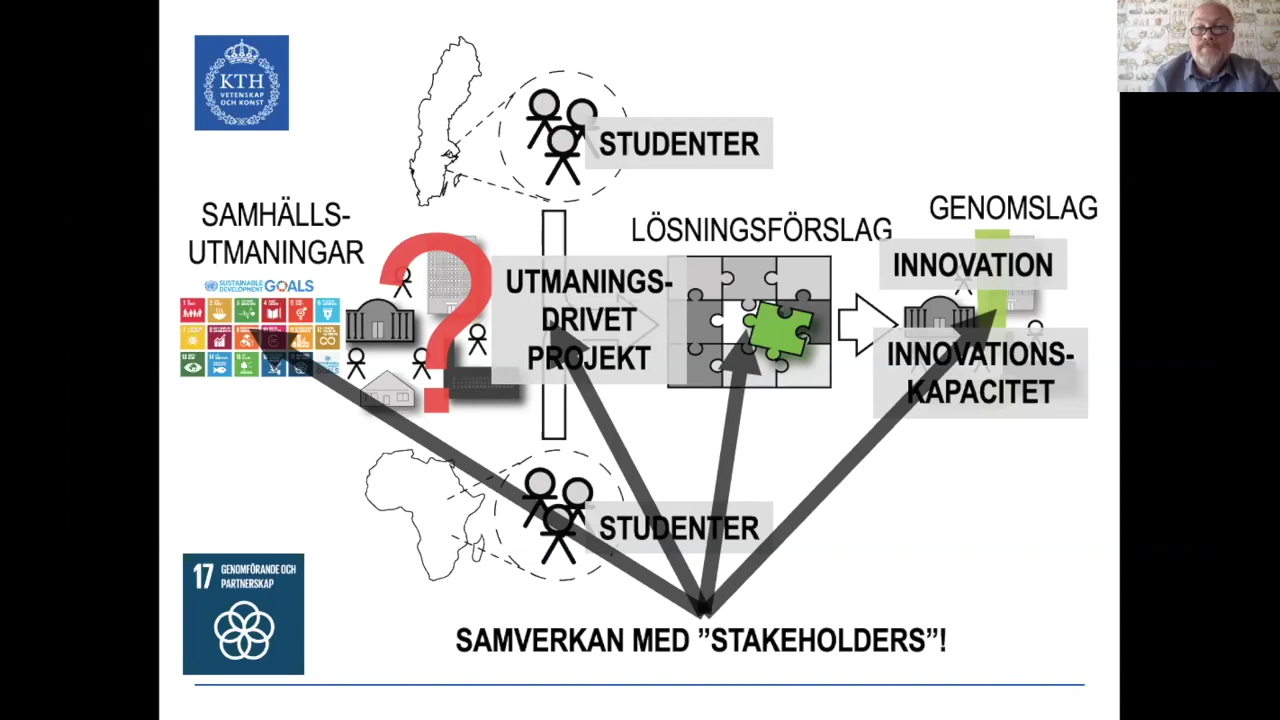 KTH
VETENSKAP
OCH KONST
STUDENTER
SAMHÄLLS-
UTMANINGAR
SUSTAINABLE
DEVELOPMENT
GOALS
UTMANINGS-
DRIVET
PROJEKT
LÖSNINGSFÖRSLAG
GENOMSLAG
INNOVATION
INNOVATIONS-
KAPACITET
STUDENTER
17 GENOMFÖRANDE OCH
PARTNERSKAP
SAMVERKAN MED ”STAKEHOLDERS”!